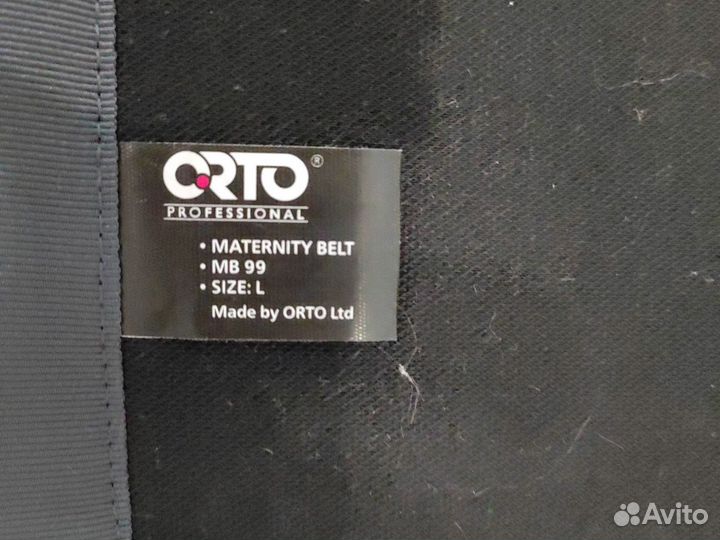 ORTO®
PROFESSIONAL
• MATERNITY BELT
• MB 99
• SIZE: L
Made by ORTO Ltd
Avito